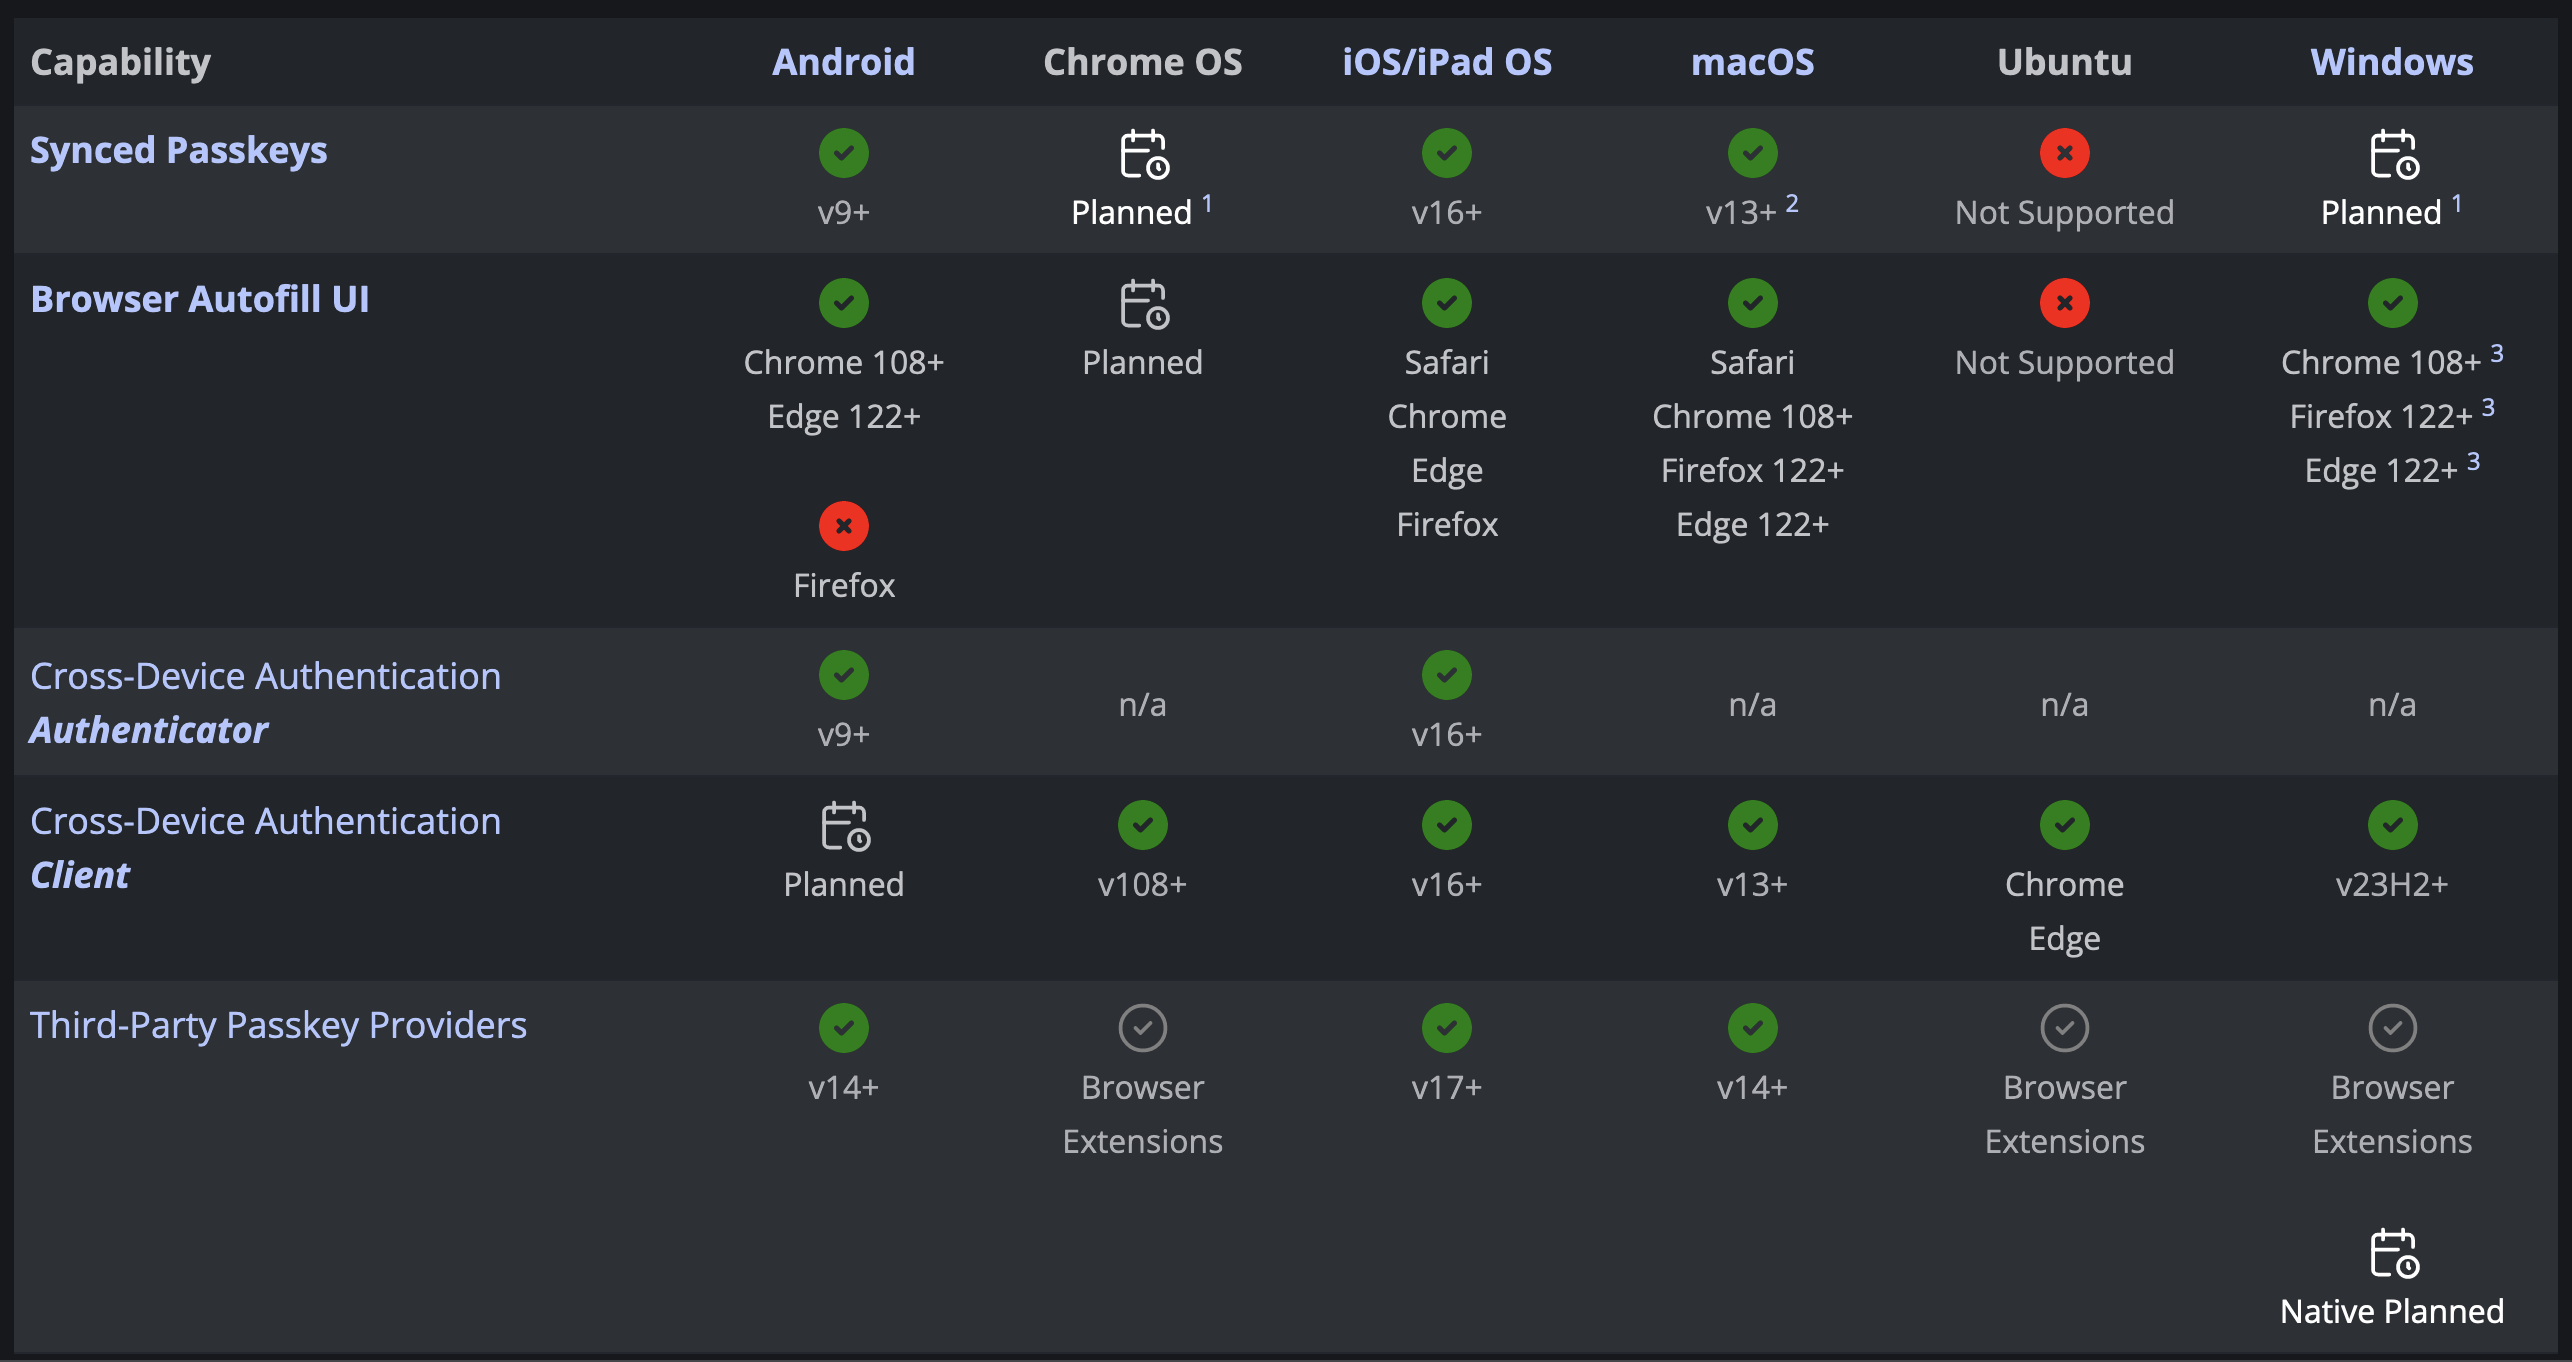 Capability Android Chrome OS iOS/iPad OS macOS Ubuntu Windows
Synced Passkeys
v9+ Planned 1 v16+ v13+ 2 Not Supported Planned 1
Browser Autofill UI
Chrome 108+ Planned Safari Safari Not Supported Chrome 108+ 3
Edge 122+ Chrome Chrome 108+ Firefox 122+ 3
Edge Firefox 122+ Edge 122+ 3
Firefox Edge 122+
Firefox
Cross-Device Authentication
n/a n/a n/a n/a
Authenticator
v9+ v16+
Cross-Device Authentication
Client
Planned v108+ v16+ v13+ Chrome v23H2+
Edge
Third-Party Passkey Providers
v14+ Browser v17+ v14+ Browser Browser
Extensions Extensions Extensions
Native Planned